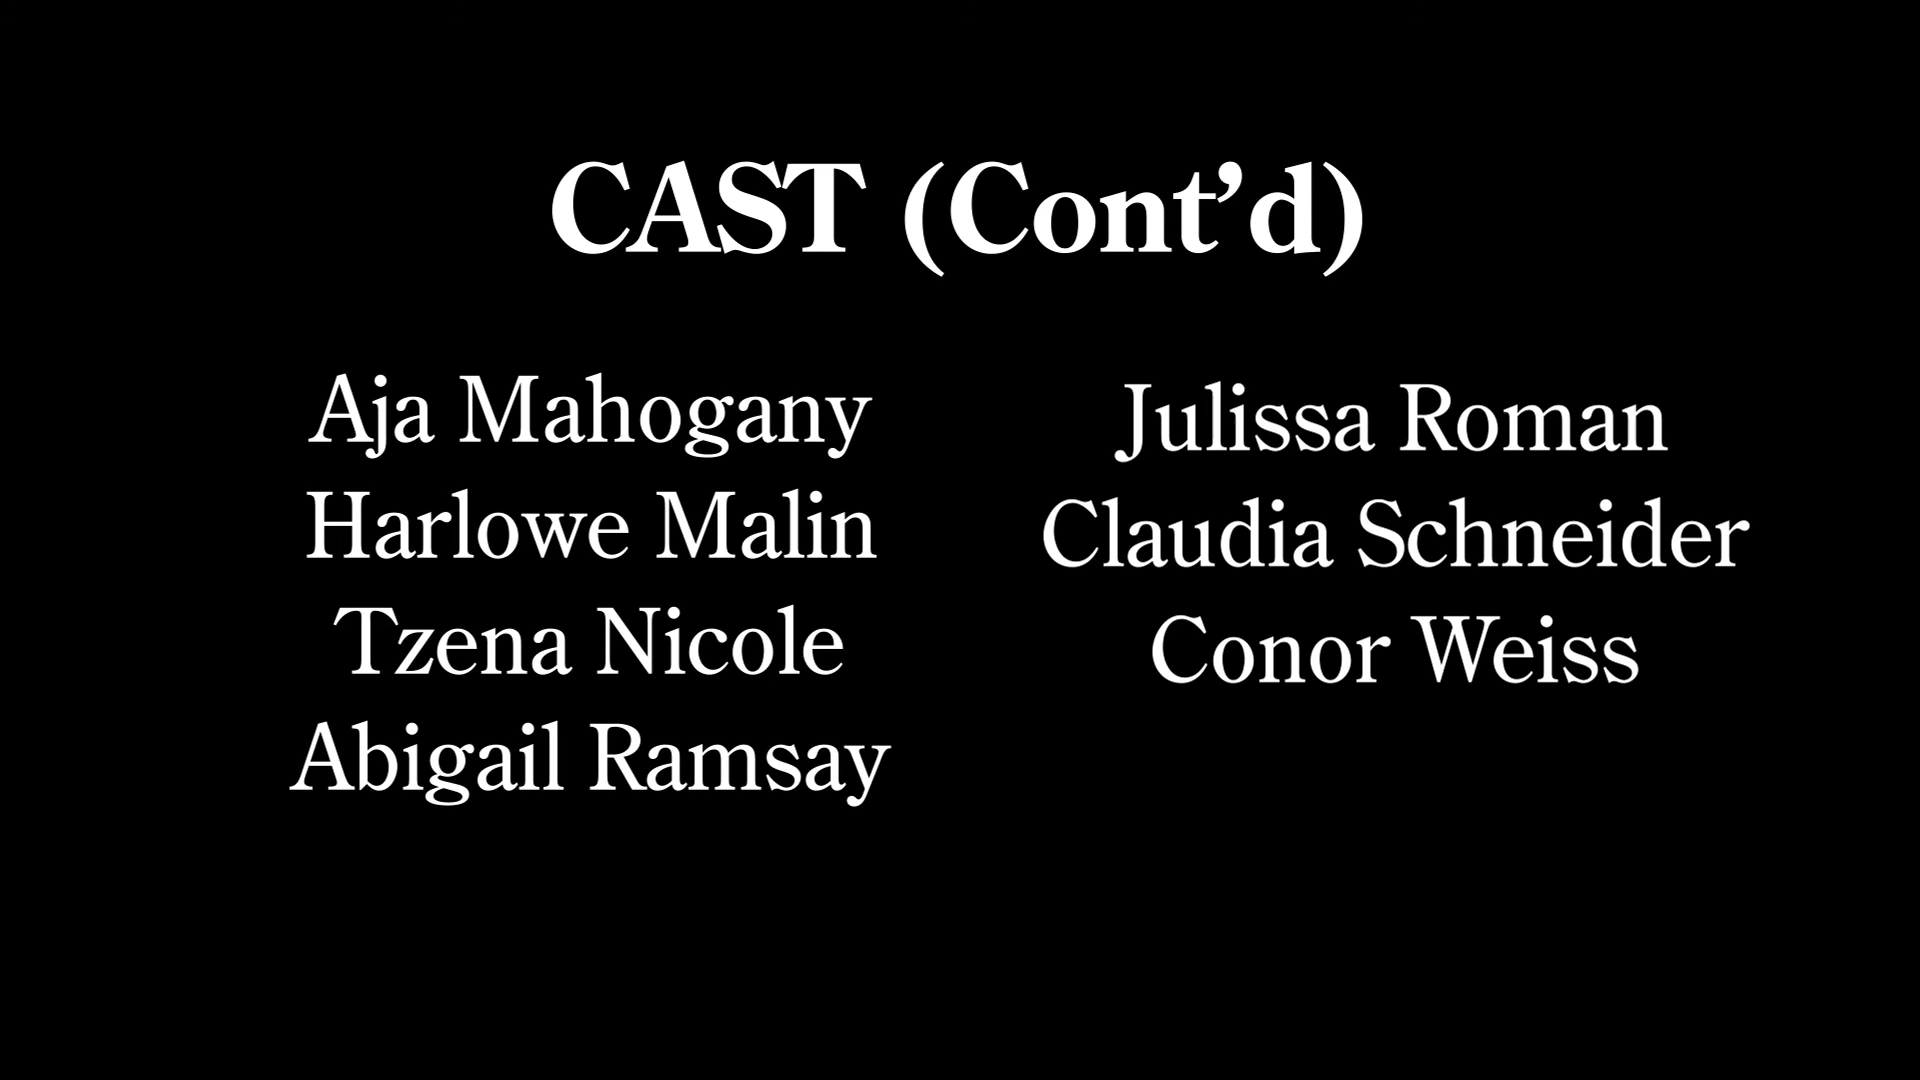 CAST (Cont’d)
Aja Mahogany
Harlowe Malin
Tzena Nicole
Abigail Ramsay
Julissa Roman
Claudia Schneider
Conor Weiss